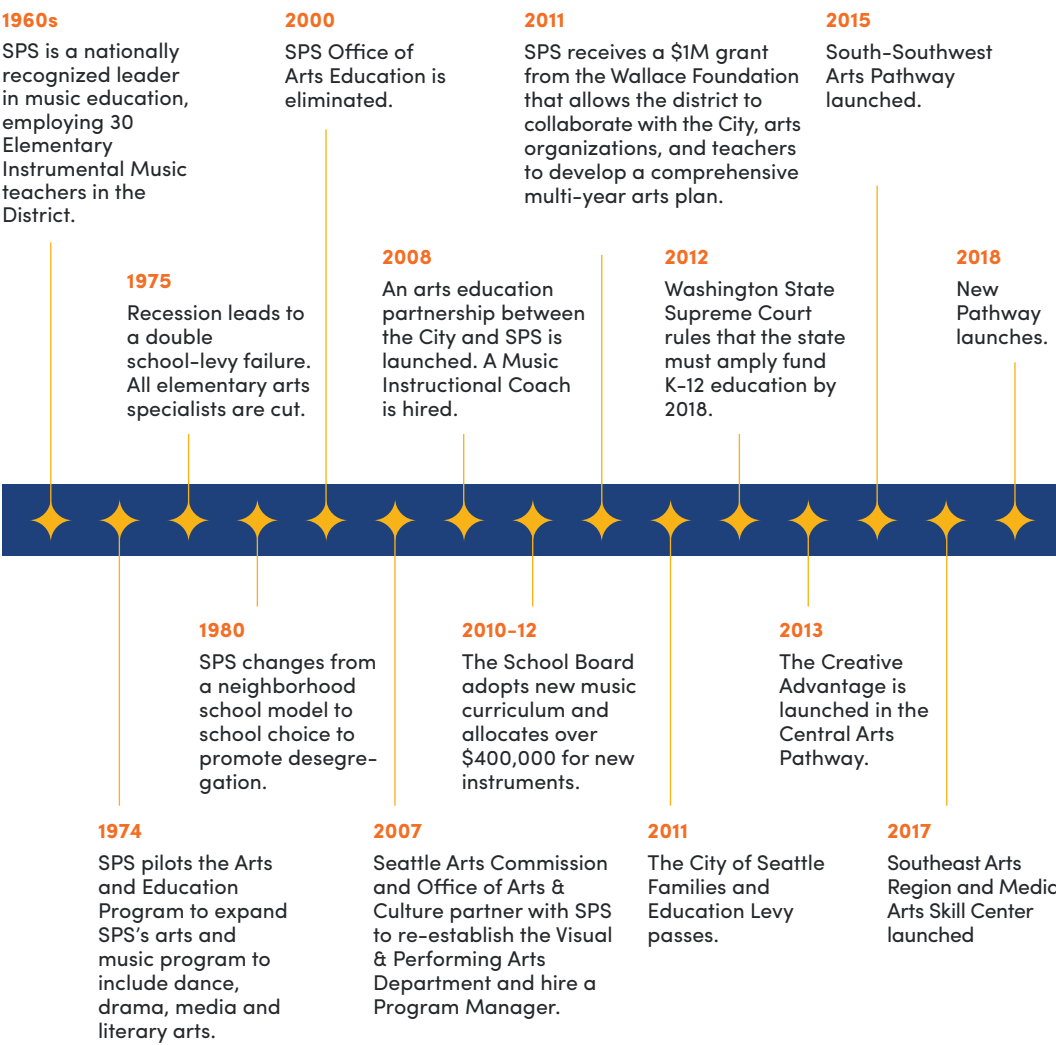 1960s
SPS is a nationally
recognized leader
in music education,
employing 30
Elementary
Instrumental Music
teachers in the
District.
2000
SPS Office of
Arts Education is
eliminated.
2011
SPS receives a $1M grant
from the Wallace Foundation
that allows the district to
collaborate with the City, arts
organizations, and teachers
to develop a comprehensive
multi-year arts plan.
2015
South-Southwest
Arts Pathway
launched.
1975
Recession leads to
a double
school-levy failure.
All elementary arts
specialists are cut.
2008
An arts education
partnership between
the City and SPS is
launched. A Music
Instructional Coach
is hired.
2012
Washington State
Supreme Court
rules that the state
must amply fund
K-12 education by
2018.
2018
New
Pathway
launches.
1980
SPS changes from
a neighborhood
school model to
school choice to
promote desegre-
gation.
2010-12
The School Board
adopts new music
curriculum and
allocates over
$400,000 for new
instruments.
2013
The Creative
Advantage is
launched in the
Central Arts
Pathway.
1974
SPS pilots the Arts
and Education
Program to expand
SPS's arts and
music program to
include dance,
drama, media and
literary arts.
2007
Seattle Arts Commission
and Office of Arts &
Culture partner with SPS
to re-establish the Visual
& Performing Arts
Department and hire a
Program Manager.
2011
The City of Seattle
Families and
Education Levy
passes.
2017
Southeast Arts
Region and Media
Arts Skill Center
launched